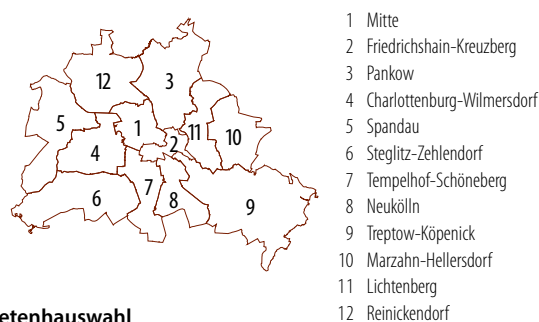 12
3
5
1
11
10
2
4
7
6
8
9
1 Mitte
2 Friedrichshain-Kreuzberg
3 Pankow
4 Charlottenburg-Wilmersdorf
5 Spandau
6 Steglitz-Zehlendorf
7 Tempelhof-Schöneberg
8 Neukölln
9 Treptow-Köpenick
10 Marzahn-Hellersdorf
11 Lichtenberg
12 Reinickendorf
etenhauswahl